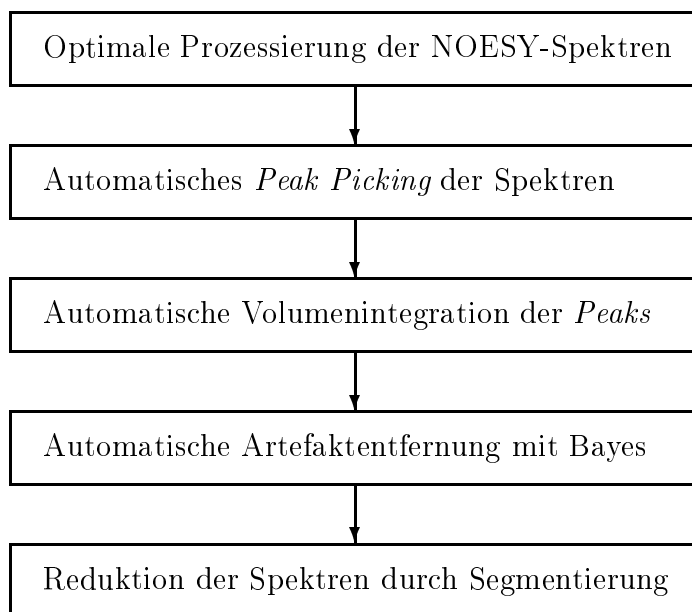 Optimale Prozessierung der NOESY-Spektren
Automatisches Peak Picking der Spektren
Automatische Volumenintegration der Peaks
Automatische Artefaktentfernung mit Bayes
Reduktion der Spektren durch Segmentierung